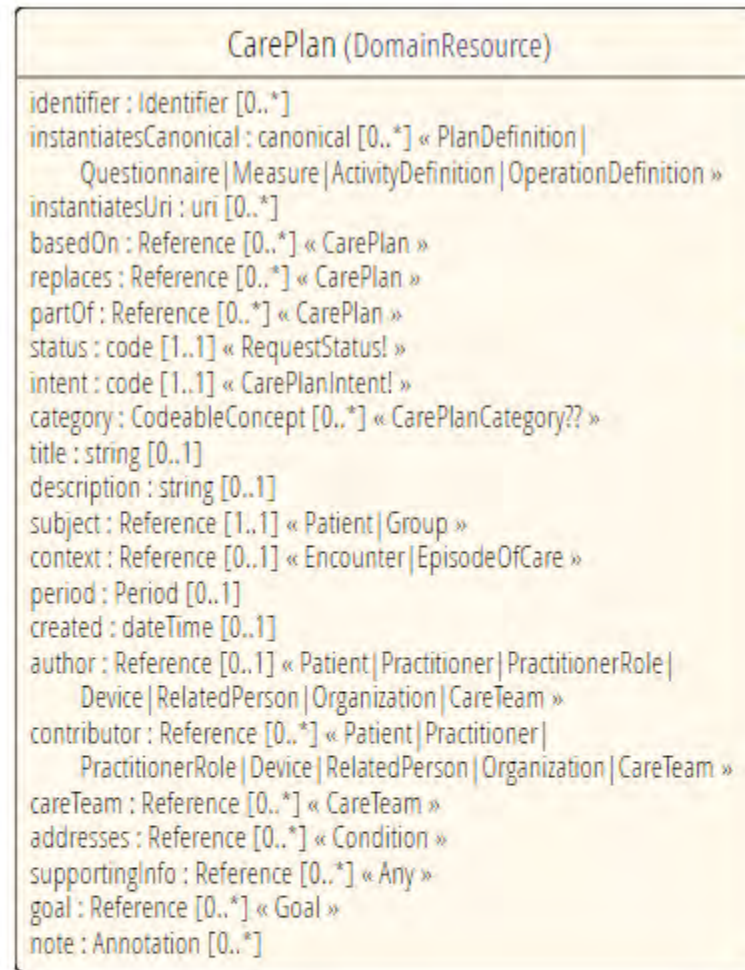 CarePlan (DomainResource)
identifier : Identifier [0..*]
instantiatesCanonical : canonical [0..*] « PlanDefinition|
Questionnaire|Measure|ActivityDefinition|OperationDefinition »
instantiatesUri : uri [0..*]
basedOn : Reference [0..*] « CarePlan »
replaces : Reference [0..*] « CarePlan »
partOf : Reference [0..*] « CarePlan »
status : code [1..1] « RequestStatus! »
intent : code [1..1] « CarePlanIntent! »
category : CodeableConcept [0..*] « CarePlanCategory?? »
title : string [0..1]
description : string [0..1]
subject : Reference [1..1] « Patient|Group »
context : Reference [0..1] « Encounter|EpisodeOfCare »
period : Period [0..1]
created : dateTime [0..1]
author : Reference [0..1] « Patient|Practitioner|PractitionerRole|
Device|RelatedPerson|Organization|CareTeam »
contributor : Reference [0..*] « Patient|Practitioner|
PractitionerRole|Device|RelatedPerson|Organization|CareTeam »
careTeam : Reference [0..*] « CareTeam »
addresses : Reference [0..*] « Condition »
supportingInfo : Reference [0..*] « Any »
goal : Reference [0..*] « Goal »
note : Annotation [0..*]